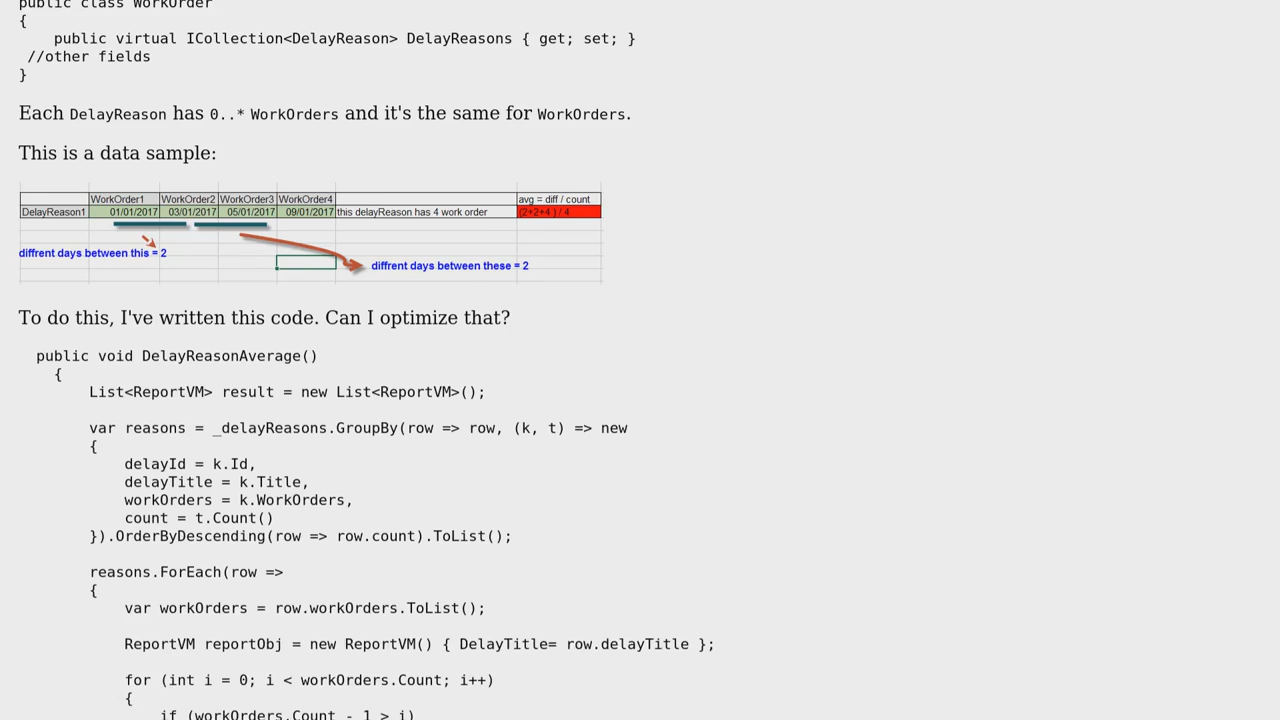 public class WorkOrder
{
public virtual ICollection<DelayReason> DelayReasons { get; set; }
//other fields
}
Each DelayReason has 0..* WorkOrders and it's the same for WorkOrders.
This is a data sample:
WorkOrder1 WorkOrder2 WorkOrder3 WorkOrder4 avg = diff / count
DelayReason1 01/01/2017 03/01/2017 05/01/2017 09/01/2017 this delayReason has 4 work order (2+2+4 ) / 4
diffrent days between this = 2
diffrent days between these = 2
To do this, I've written this code. Can I optimize that?
public void DelayReasonAverage()
{
List<ReportVM> result = new List<ReportVM>();
var reasons = _delayReasons.GroupBy(row => row, (k, t) => new
{
delayId = k.Id,
delayTitle = k.Title,
workOrders = k.WorkOrders,
count = t.Count()
}).OrderByDescending(row => row.count).ToList();
reasons.ForEach(row =>
{
var workOrders = row.workOrders.ToList();
ReportVM reportObj = new ReportVM() { DelayTitle= row.delayTitle };
for (int i = 0; i < workOrders.Count; i++)
{
if (workOrders.Count - 1 > i)